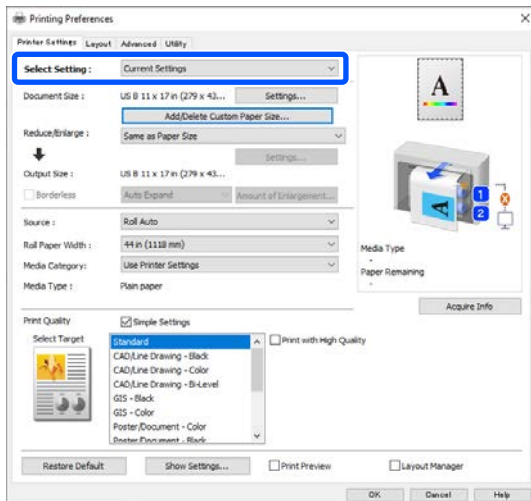 Printing Preferences
Printer Settings Layout Advanced Utility
Select Setting : Current Settings
Document Size : US B 11 x 17 in (279 x 43... Settings...
Add/Delete Custom Paper Size...
Reduce/Enlarge : Same as Paper Size
Settings...
Output Size : US B 11 x 17 in (279 x 43...
Borderless Auto Expand Amount of Enlargement...
Source : Roll Auto
Roll Paper Width : 44 in (1118 mm)
Media Category: Use Printer Settings
Media Type : Plain paper
A
A
1
2
Media Type
-
Paper Remaining
-
Acquire Info
Print Quality Simple Settings
Select Target
Standard
CAD/Line Drawing - Black
CAD/Line Drawing - Color
CAD/Line Drawing - Bi-Level
GIS - Black
GIS - Color
Poster/Document - Color
Poster/Document - Black
Print with High Quality
Restore Default Show Settings... Print Preview Layout Manager
OK Cancel Help